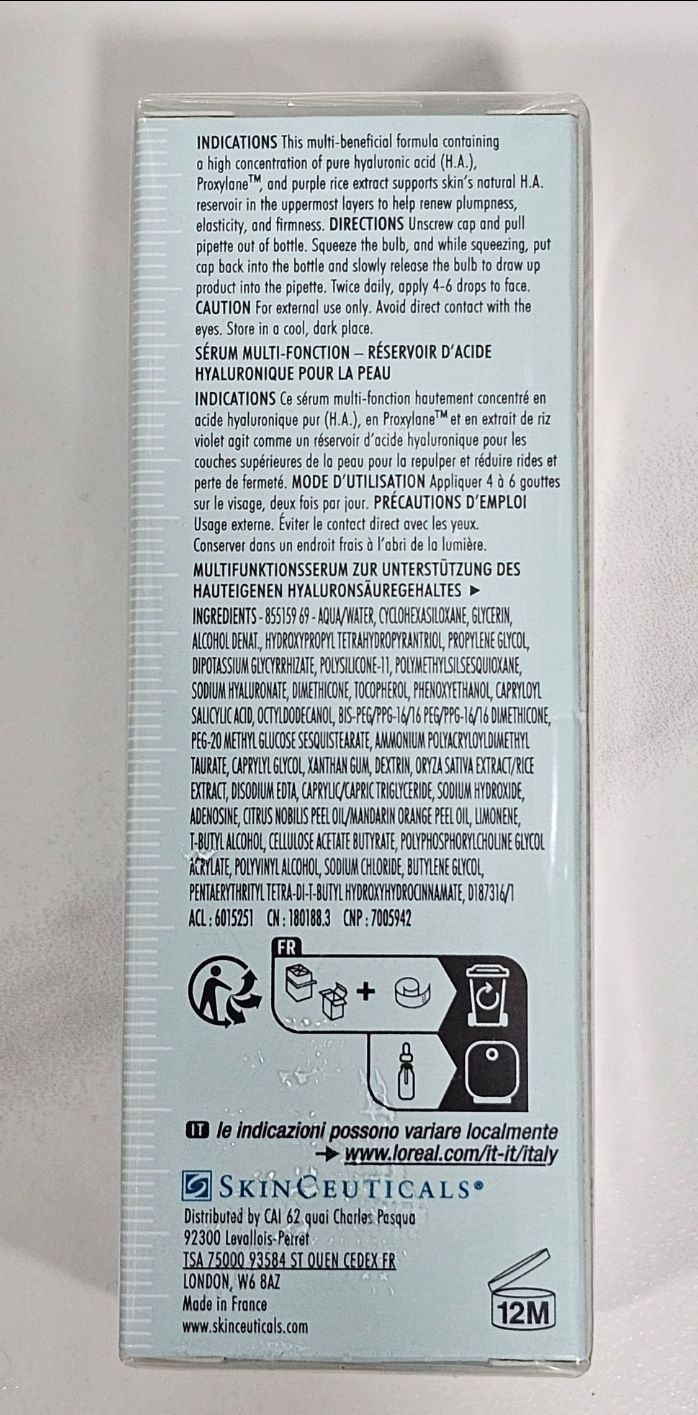 INDICATIONS This multi-beneficial formula containing
a high concentration of pure hyaluronic acid (H.A.),
Proxylane™, and purple rice extract supports skin's natural H.A.
reservoir in the uppermost layers to help renew plumpness,
elasticity, and firmness. DIRECTIONS Unscrew cap and pull
pipette out of bottle. Squeeze the bulb, and while squeezing, put
cap back into the bottle and slowly release the bulb to draw up
product into the pipette. Twice daily, apply 4-6 drops to face.
CAUTION For external use only. Avoid direct contact with the
eyes. Store in a cool, dark place.
SÉRUM MULTI-FONCTION – RÉSERVOIR D'ACIDE
HYALURONIQUE POUR LA PEAU
INDICATIONS Ce sérum multi-fonction hautement concentré en
acide hyaluronique pur (H.A.), en Proxylane™ et en extrait de riz
violet agit comme un réservoir d'acide hyaluronique pour les
couches supérieures de la peau pour la repulper et réduire rides et
perte de fermeté. MODE D'UTILISATION Appliquer 4 à 6 gouttes
sur le visage, deux fois par jour. PRÉCAUTIONS D'EMPLOI
Usage externe. Éviter le contact direct avec les yeux.
Conserver dans un endroit frais à l'abri de la lumière.
MULTIFUNKTIONSSERUM ZUR UNTERSTÜTZUNG DES
HAUTEIGENEN HYALURONSÄUREGEHALTES ►
INGREDIENTS - 855159 69 - AQUA/WATER, CYCLOHEXASILOXANE, GLYCERIN,
ALCOHOL DENAT., HYDROXYPROPYL TETRAHYDROPYRANTRIOL, PROPYLENE GLYCOL,
DIPOTASSIUM GLYCYRRHIZATE, POLYSILICONE-11, POLYMETHYLSILSESQUIOXANE,
SODIUM HYALURONATE, DIMETHICONE, TOCOPHEROL, PHENOXYETHANOL, CAPRYLOYL
SALICYLIC ACID, OCTYLDODECANOL, BIS-PEG/PPG-16/16 PEG/PPG-16/16 DIMETHICONE,
PEG-20 METHYL GLUCOSE SESQUISTEARATE, AMMONIUM POLYACRYLOYLDIMETHYL
TAURATE, CAPRYLYL GLYCOL, XANTHAN GUM, DEXTRIN, ORYZA SATIVA EXTRACT/RICE
EXTRACT, DISODIUM EDTA, CAPRYLIC/CAPRIC TRIGLYCERIDE, SODIUM HYDROXIDE,
ADENOSINE, CITRUS NOBILIS PEEL OIL/MANDARIN ORANGE PEEL OIL, LIMONENE,
T-BUTYL ALCOHOL, CELLULOSE ACETATE BUTYRATE, POLYPHOSPHORYLCHOLINE GLYCOL
ACRYLATE, POLYVINYL ALCOHOL, SODIUM CHLORIDE, BUTYLENE GLYCOL,
PENTAERYTHRITYL TETRA-DI-T-BUTYL HYDROXYHYDROCINNAMATE, D187316/1
ACL : 6015251 CN : 180188.3 CNP : 7005942
FR
+
IT le indicazioni possono variare localmente
→ www.loreal.com/it-it/italy
SKINCEUTICALS®
Distributed by CAI 62 quai Charles Pasqua
92300 Levallois-Perret
TSA 75000 93584 ST OUEN CEDEX FR
LONDON, W6 8AZ
Made in France
www.skinceuticals.com
12M